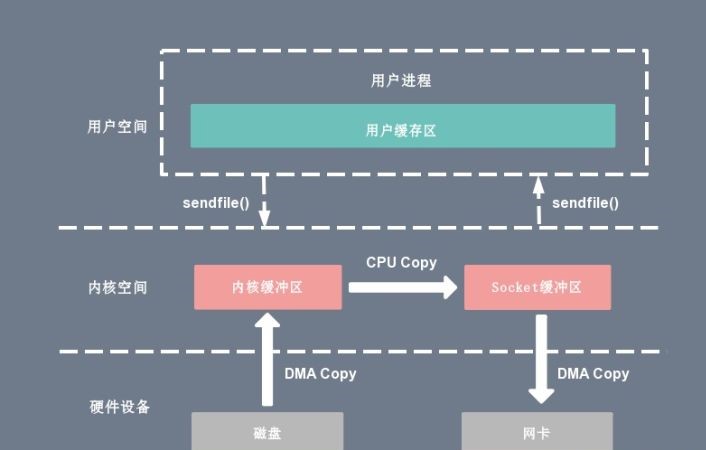 用户进程
用户空间
用户缓存区
sendfile()
sendfile()
CPU Copy
内核空间
内核缓冲区
Socket缓冲区
DMA Copy
DMA Copy
硬件设备
磁盘
网卡